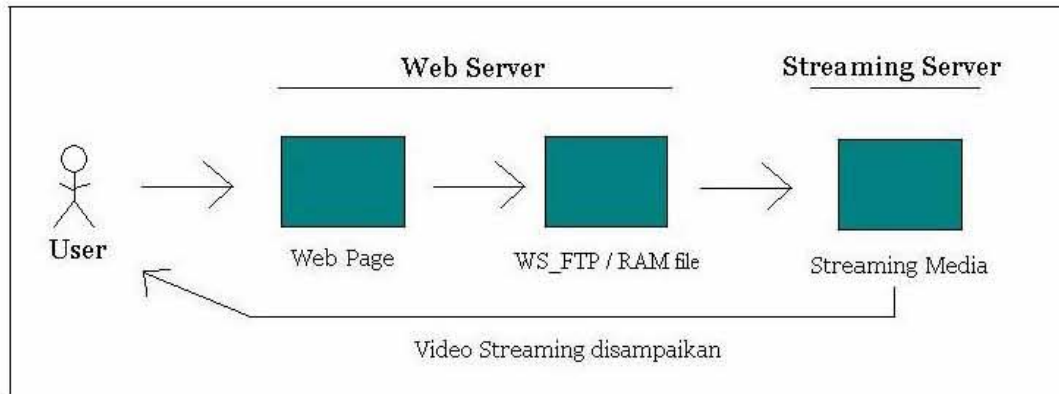 Web Server
Streaming Server
User
Web Page
WS_FTP / RAM file
Streaming Media
Video Streaming disampaikan